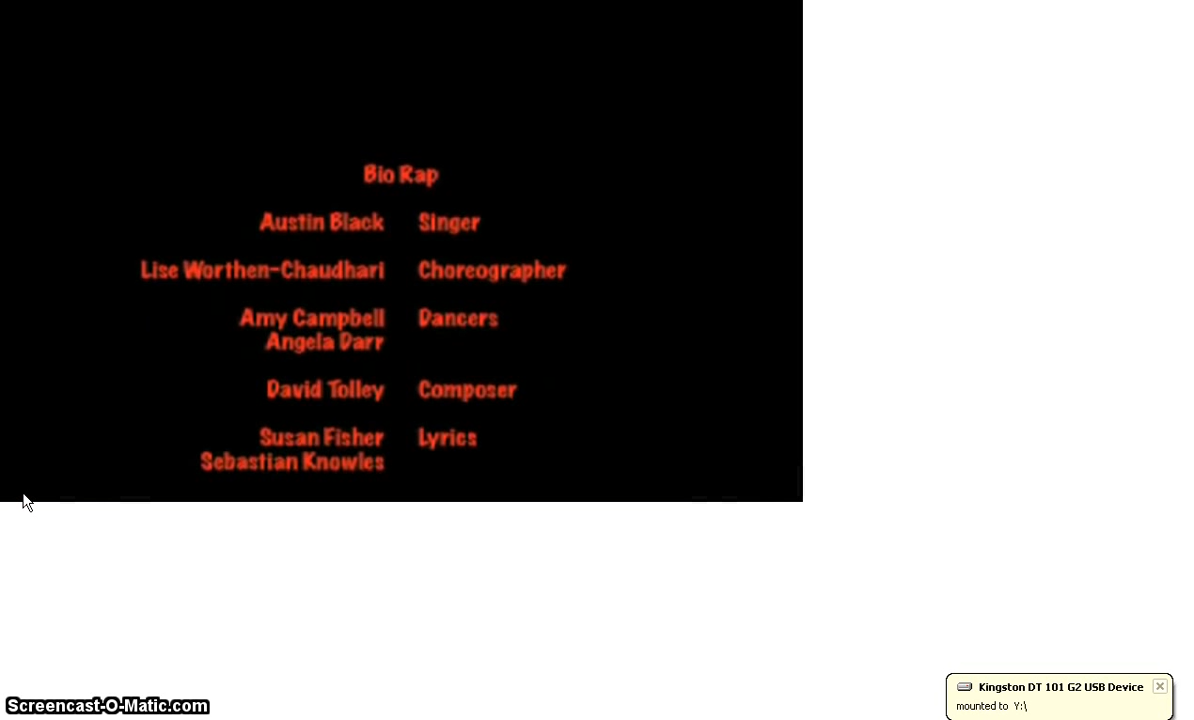 Bio Rap
Austin Black Singer
Lise Worthen-Chaudhari Choreographer
Amy Campbell Dancers
Angela Darr
David Tolley Composer
Susan Fisher Lyrics
Sebastian Knowles
Screencast-O-Matic.com
Kingston DT 101 G2 USB Device
mounted to Y:\